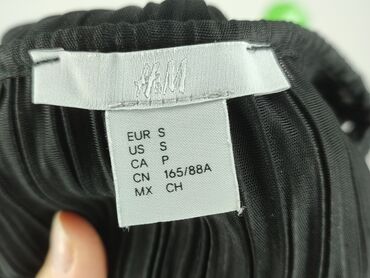 H&M
EUR S
US S
CA P
CN 165/88A
MX CH